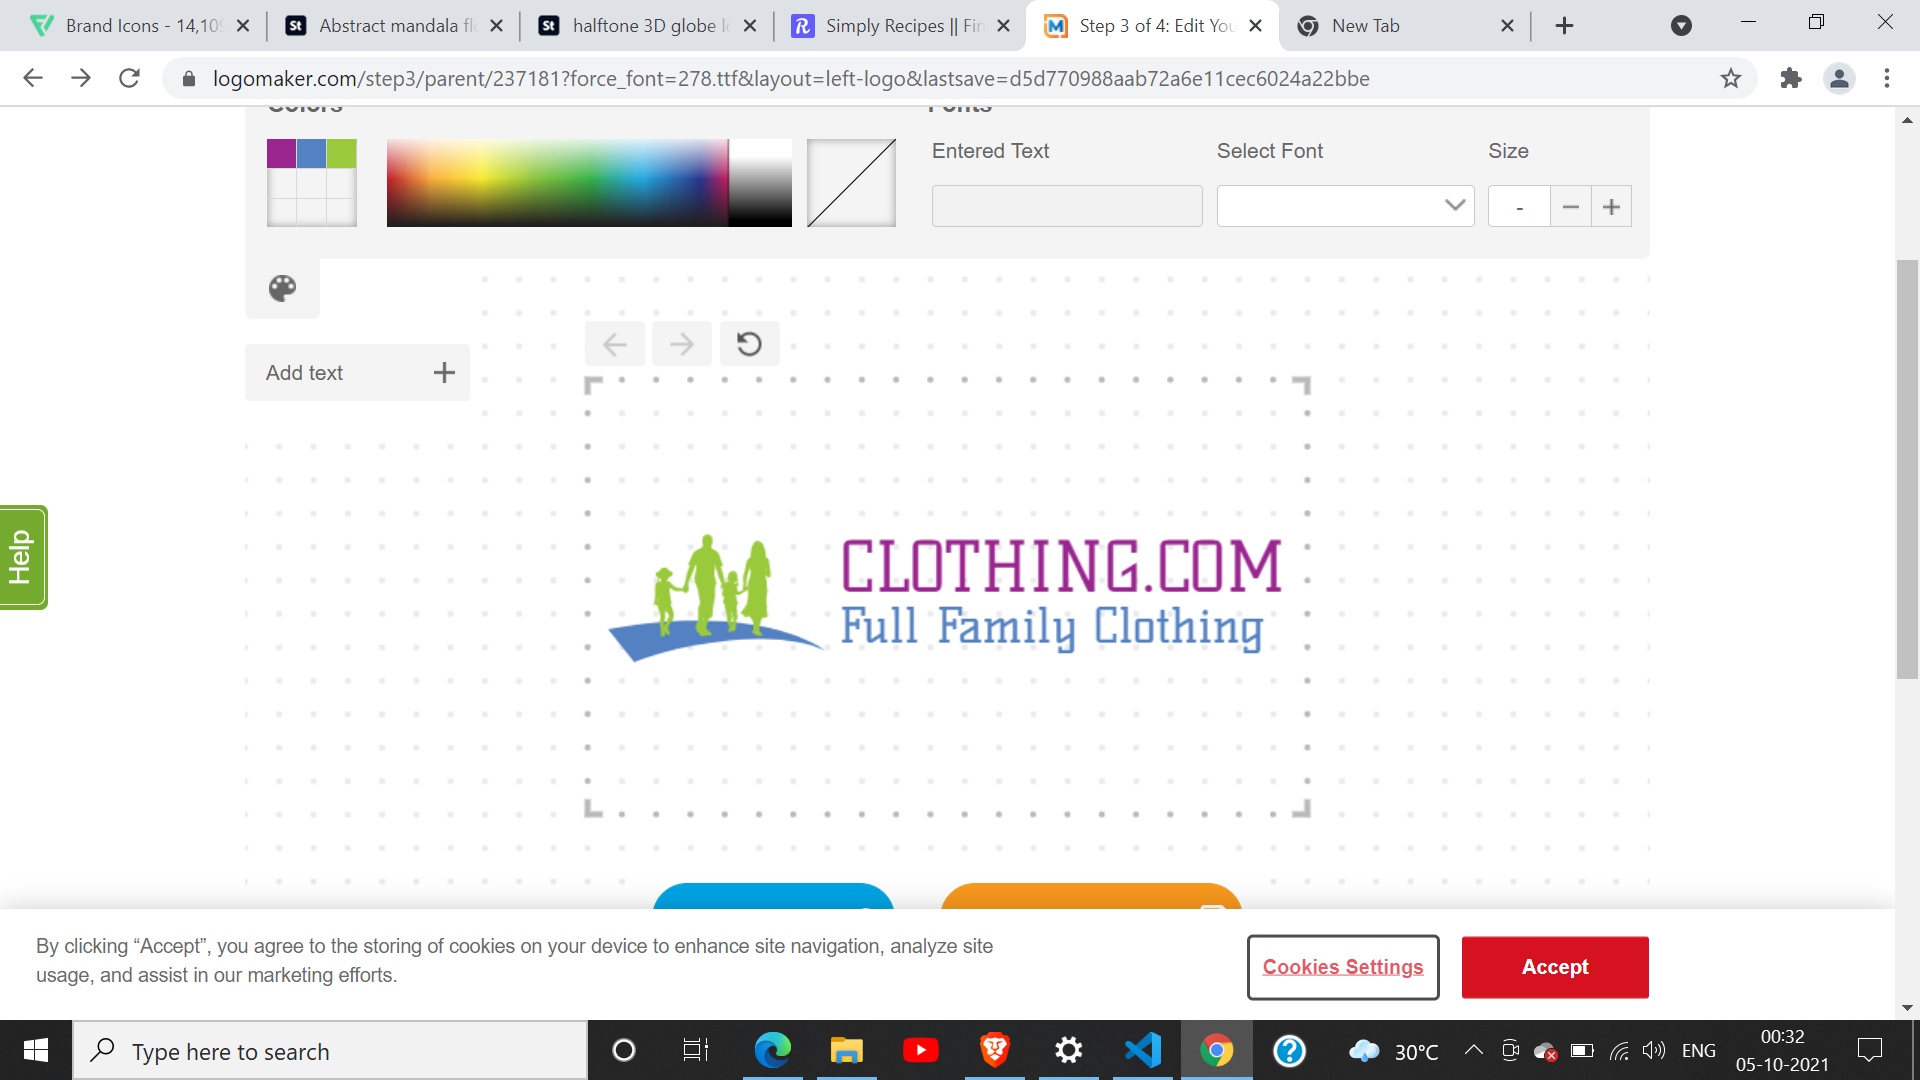 Brand Icons - 14,109
Abstract mandala fl
halftone 3D globe l
Simply Recipes || Fin
Step 3 of 4: Edit You
New Tab
logomaker.com/step3/parent/237181?force_font=278.ttf&layout=left-logo&lastsave=d5d770988aab72a6e11cec6024a22bbe
Colors
Fonts
Entered Text
Select Font
Size
-
Add text
Help
CLOTHING.COM
Full Family Clothing
By clicking “Accept”, you agree to the storing of cookies on your device to enhance site navigation, analyze site
usage, and assist in our marketing efforts.
Cookies Settings
Accept
Type here to search
30°C
ENG
00:32
05-10-2021